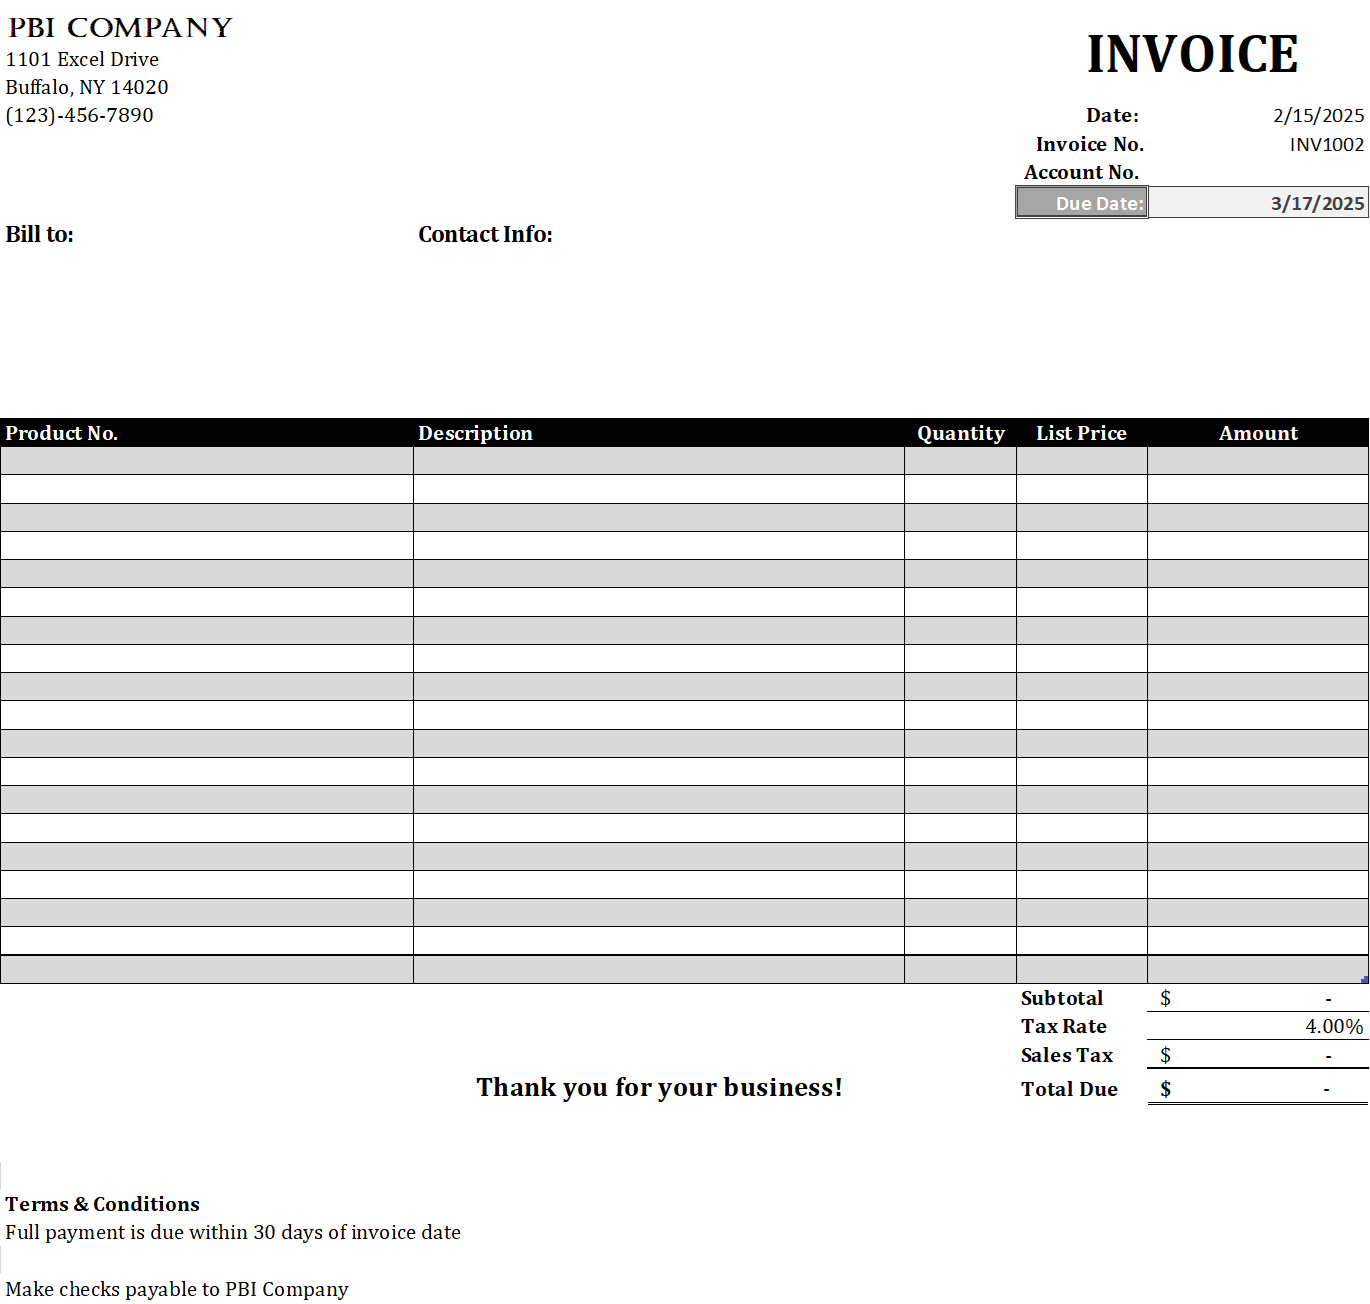 PBI COMPANY
1101 Excel Drive
Buffalo, NY 14020
(123)-456-7890
INVOICE
Date: 2/15/2025
Invoice No. INV1002
Account No.
Due Date: 3/17/2025
Bill to: Contact Info:
Product No. Description Quantity List Price Amount
Subtotal $ -
Tax Rate 4.00%
Sales Tax $ -
Total Due $ -
Thank you for your business!
Terms & Conditions
Full payment is due within 30 days of invoice date
Make checks payable to PBI Company